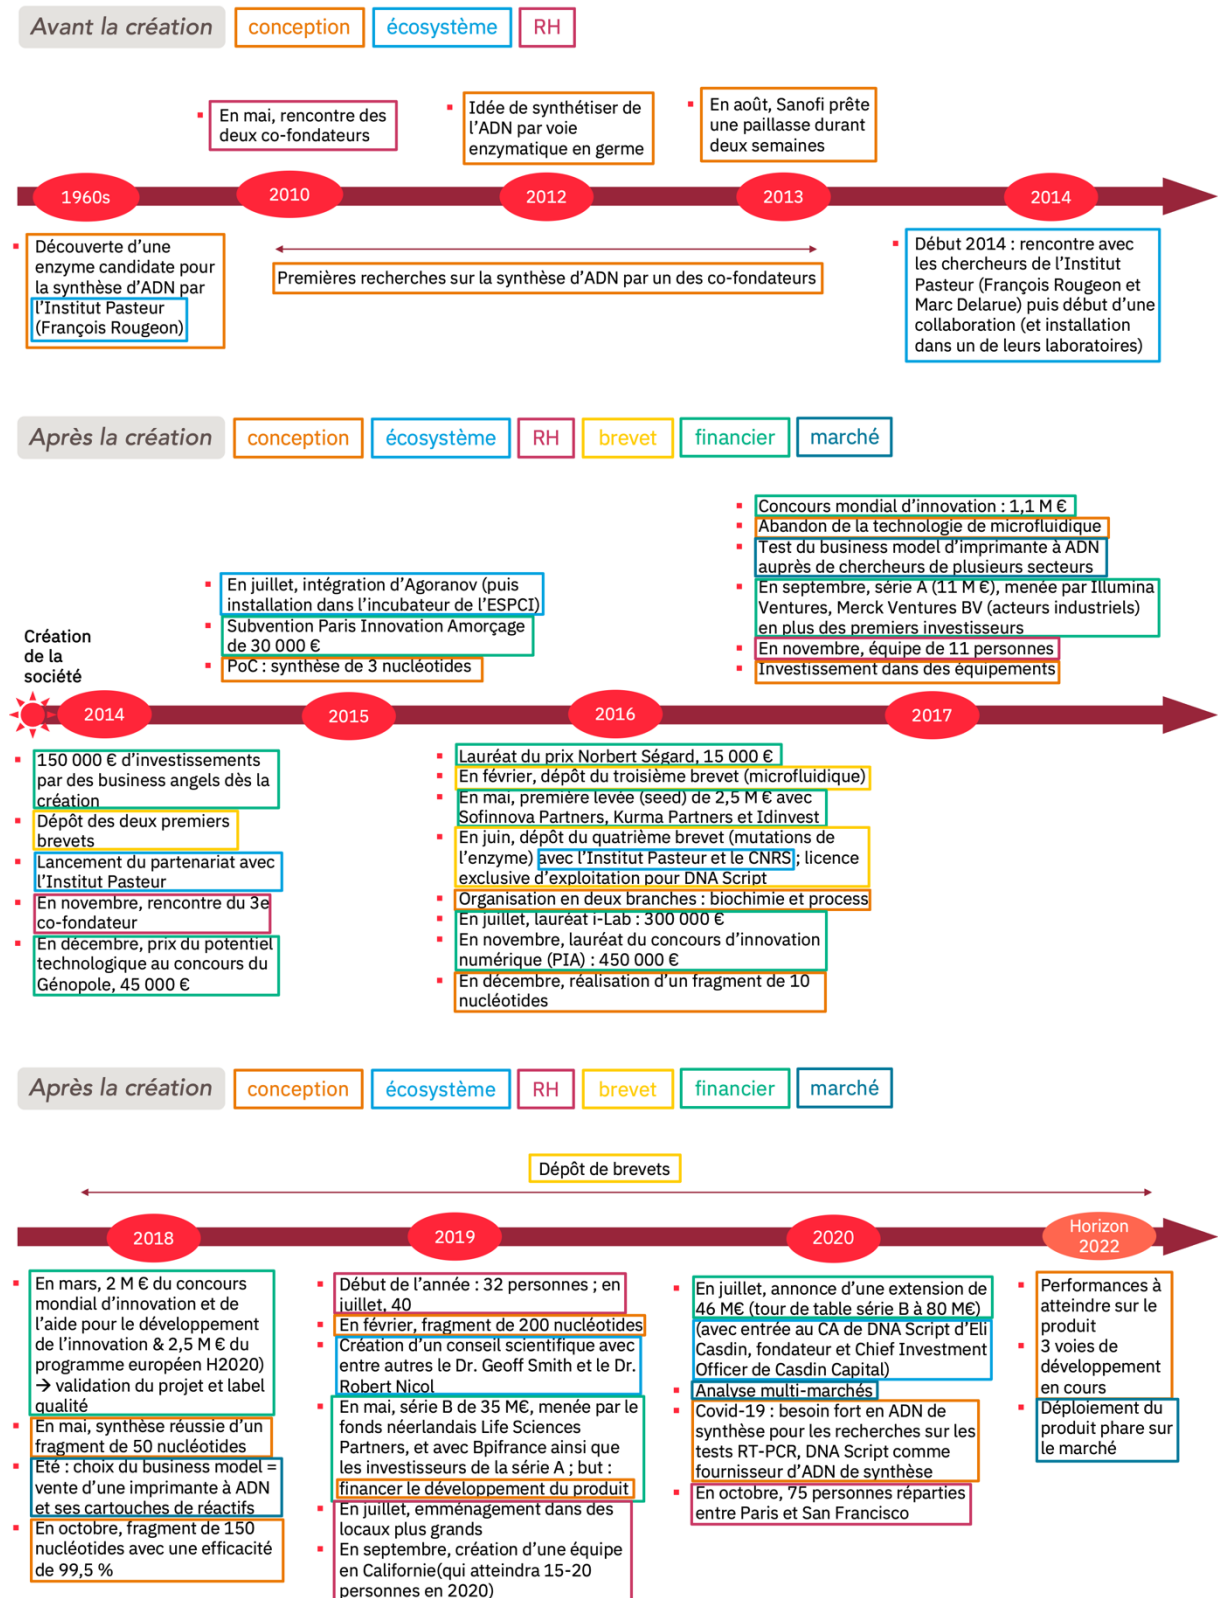 Avant la création
conception
écosystème
RH
En mai, rencontre des
deux co-fondateurs
Idée de synthétiser de
l'ADN par voie
enzymatique en germe
En août, Sanofi prête
une paillasse durant
deux semaines
1960s
2010
2012
2013
2014
Découverte d'une
enzyme candidate pour
la synthèse d'ADN par
l'Institut Pasteur
(François Rougeon)
Premières recherches sur la synthèse d'ADN par un des co-fondateurs
Début 2014 : rencontre avec
les chercheurs de l'Institut
Pasteur (François Rougeon et
Marc Delarue) puis début d'une
collaboration (et installation
dans un de leurs laboratoires)
Après la création
conception
écosystème
RH
brevet
financier
marché
Création
de la
société
En juillet, intégration d'Agoranov (puis
installation dans l'incubateur de l'ESPCI)
Subvention Paris Innovation Amorçage
de 30 000 €
PoC : synthèse de 3 nucléotides
Concours mondial d'innovation : 1,1 M €
Abandon de la technologie de microfluidique
Test du business model d'imprimante à ADN
auprès de chercheurs de plusieurs secteurs
En septembre, série A (11 M €), menée par Illumina
Ventures, Merck Ventures BV (acteurs industriels)
en plus des premiers investisseurs
En novembre, équipe de 11 personnes
Investissement dans des équipements
2014
2015
2016
2017
150 000 € d'investissements
par des business angels dès la
création
Dépôt des deux premiers
brevets
Lancement du partenariat avec
l'Institut Pasteur
En novembre, rencontre du 3e
co-fondateur
En décembre, prix du potentiel
technologique au concours du
Génopole, 45 000 €
Lauréat du prix Norbert Ségard, 15 000 €
En février, dépôt du troisième brevet (microfluidique)
En mai, première levée (seed) de 2,5 M € avec
Sofinnova Partners, Kurma Partners et Idinvest
En juin, dépôt du quatrième brevet (mutations de
l'enzyme) avec l'Institut Pasteur et le CNRS ; licence
exclusive d'exploitation pour DNA Script
Organisation en deux branches : biochimie et process
En juillet, lauréat i-Lab : 300 000 €
En novembre, lauréat du concours d'innovation
numérique (PIA) : 450 000 €
En décembre, réalisation d'un fragment de 10
nucléotides
Après la création
conception
écosystème
RH
brevet
financier
marché
Dépôt de brevets
2018
2019
2020
Horizon
2022
En mars, 2 M € du concours
mondial d'innovation et de
l'aide pour le développement
de l'innovation & 2,5 M € du
programme européen H2020)
→ validation du projet et label
qualité
En mai, synthèse réussie d'un
fragment de 50 nucléotides
Eté : choix du business model =
vente d'une imprimante à ADN
et ses cartouches de réactifs
En octobre, fragment de 150
nucléotides avec une efficacité
de 99,5 %
Début de l'année : 32 personnes ; en
juillet, 40
En février, fragment de 200 nucléotides
Création d'un conseil scientifique avec
entre autres le Dr. Geoff Smith et le Dr.
Robert Nicol
En mai, série B de 35 M€, menée par le
fonds néerlandais Life Sciences
Partners, et avec Bpifrance ainsi que
les investisseurs de la série A ; but :
financer le développement du produit
En juillet, emménagement dans des
locaux plus grands
En septembre, création d'une équipe
en Californie(qui atteindra 15-20
personnes en 2020)
En juillet, annonce d'une extension de
46 M€ (tour de table série B à 80 M€)
(avec entrée au CA de DNA Script d'Eli
Casdin, fondateur et Chief Investment
Officer de Casdin Capital)
Analyse multi-marchés
Covid-19 : besoin fort en ADN de
synthèse pour les recherches sur les
tests RT-PCR, DNA Script comme
fournisseur d'ADN de synthèse
En octobre, 75 personnes réparties
entre Paris et San Francisco
Performances à
atteindre sur le
produit
3 voies de
développement
en cours
Déploiement du
produit phare sur
le marché